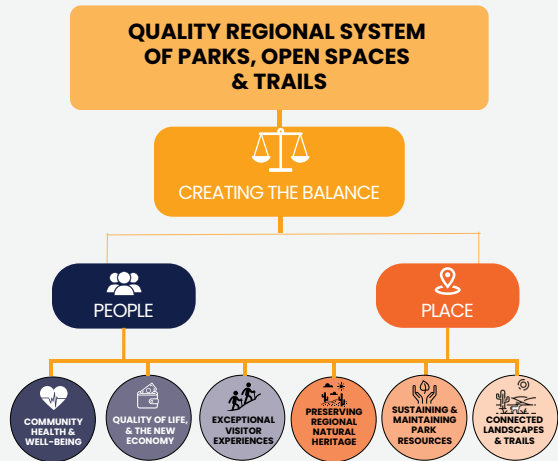 QUALITY REGIONAL SYSTEM
OF PARKS, OPEN SPACES
& TRAILS
CREATING THE BALANCE
PEOPLE
PLACE
COMMUNITY
HEALTH &
WELL-BEING
QUALITY OF LIFE,
& THE NEW
ECONOMY
EXCEPTIONAL
VISITOR
EXPERIENCES
PRESERVING
REGIONAL
NATURAL
HERITAGE
SUSTAINING &
MAINTAINING
PARK
RESOURCES
CONNECTED
LANDSCAPES
& TRAILS